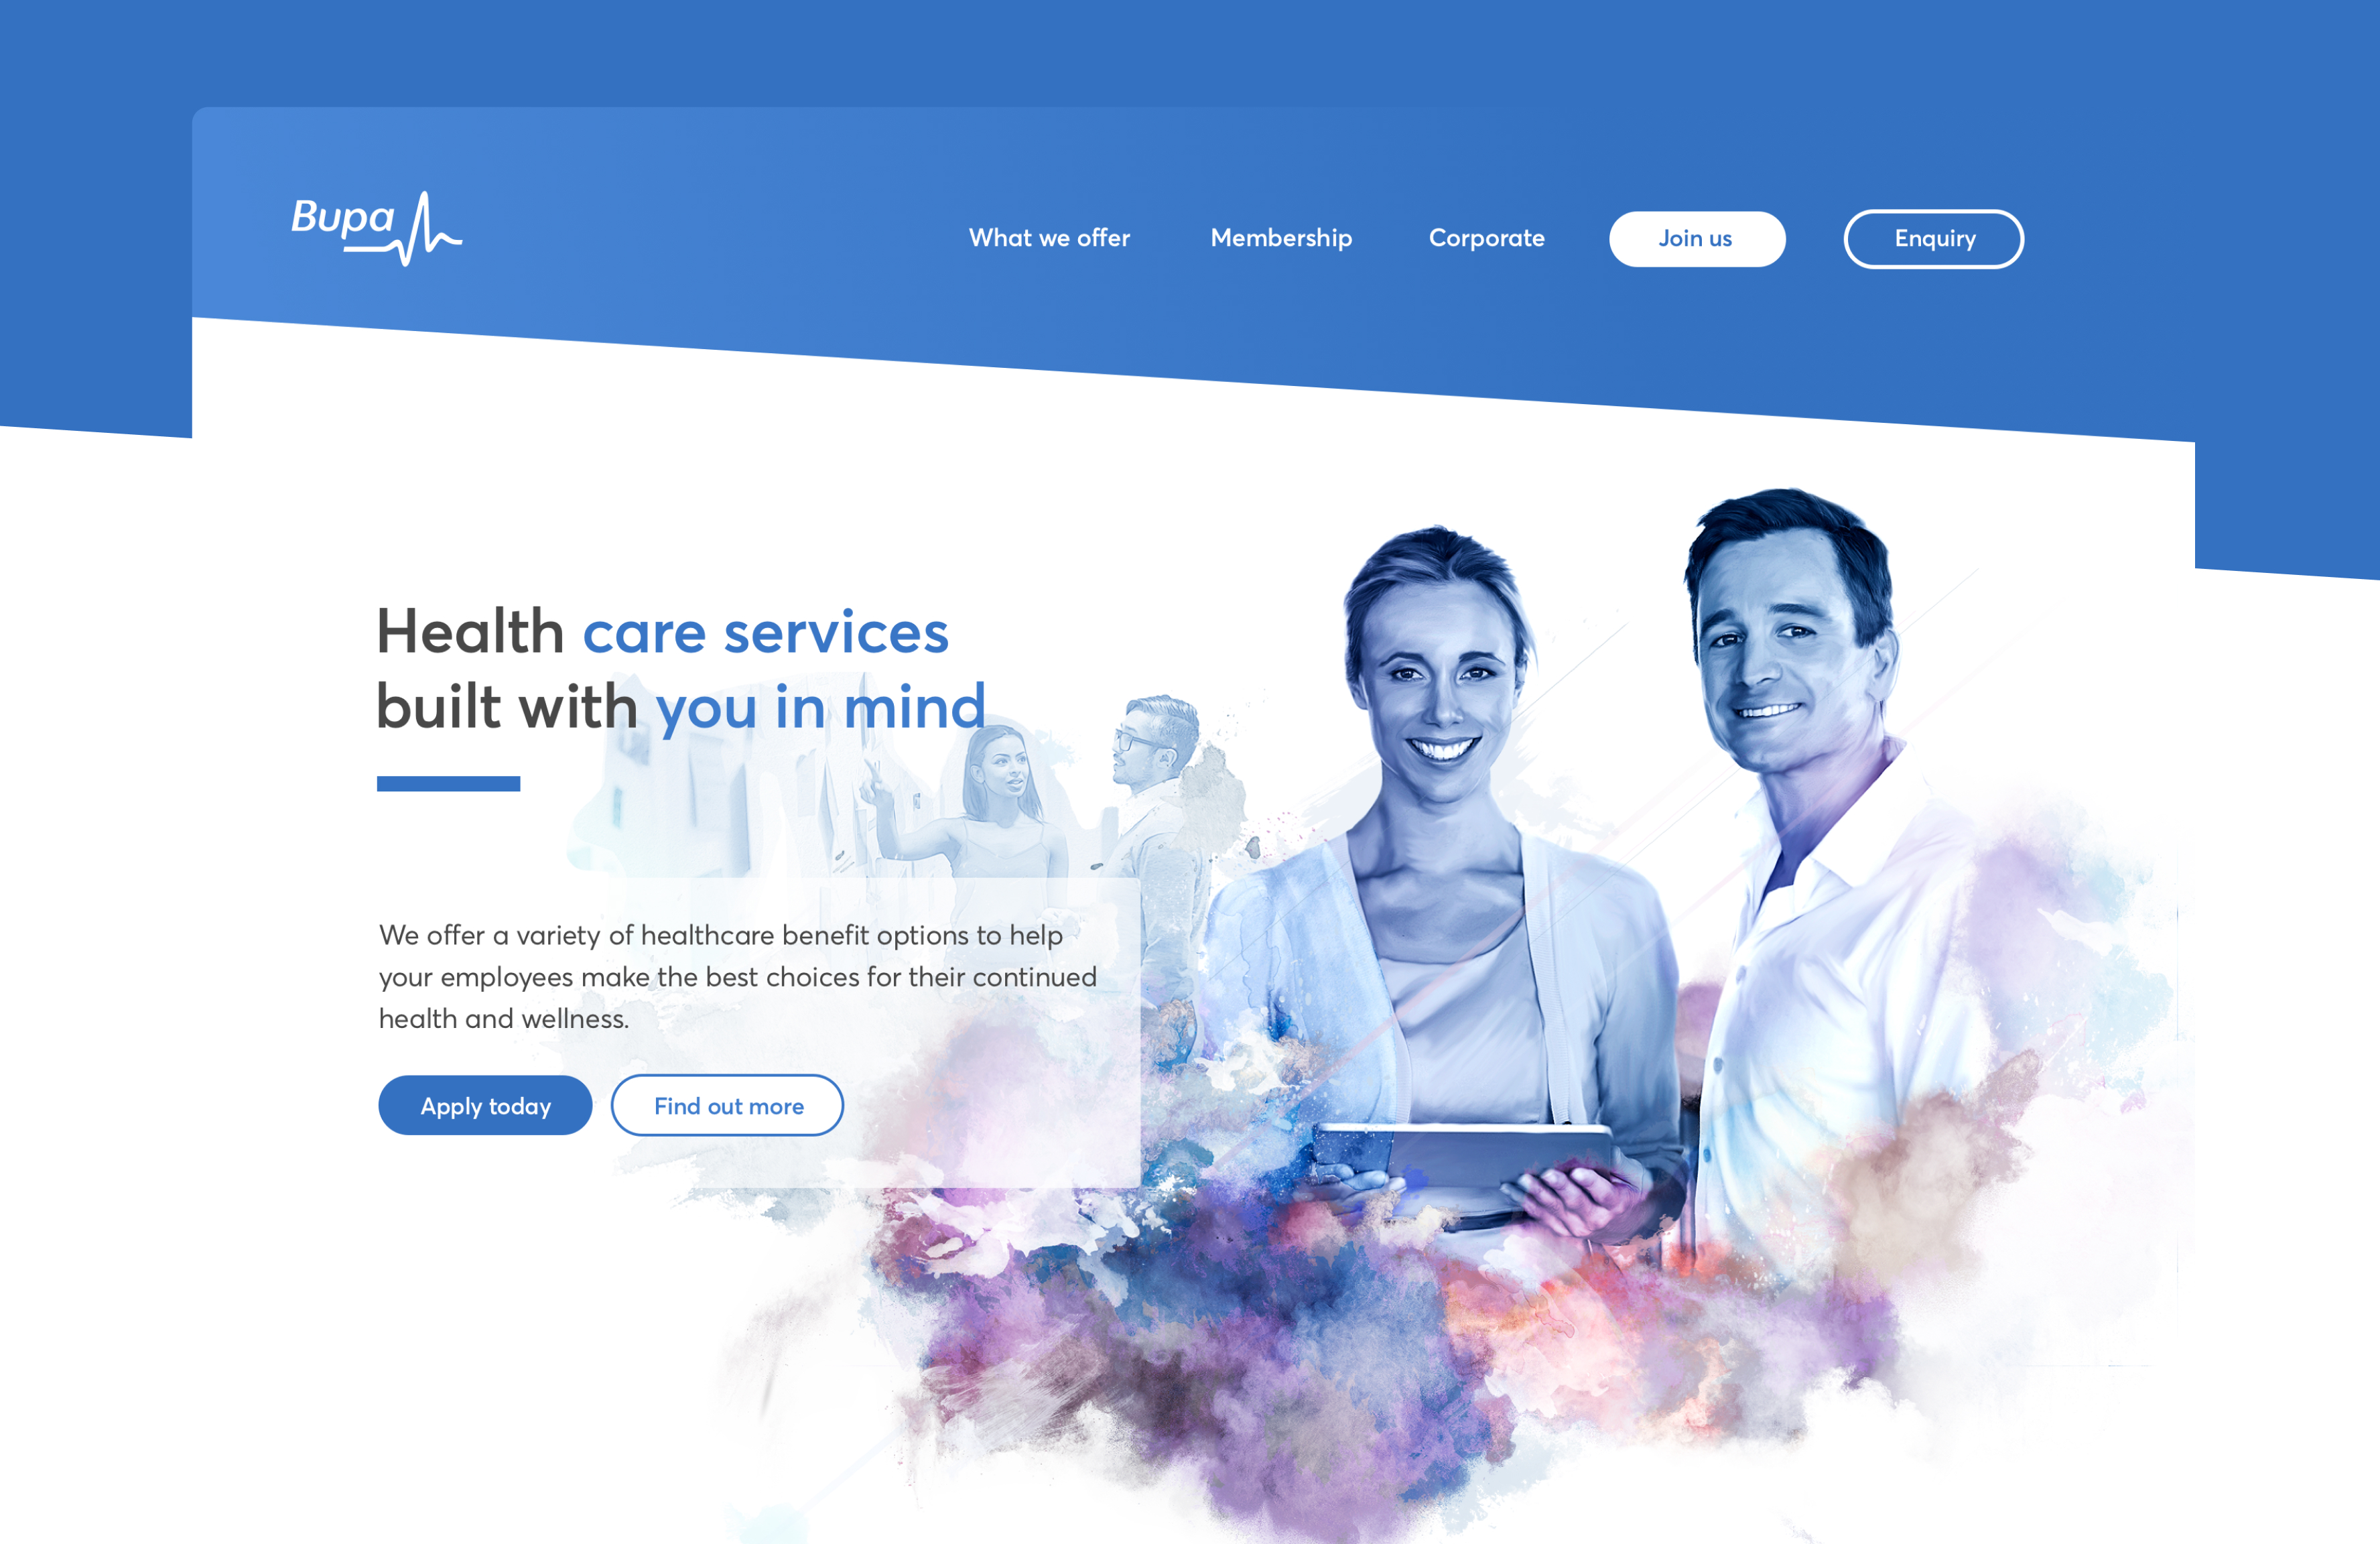 Bupa
What we offer
Membership
Corporate
Join us
Enquiry
Health care services
built with you in mind
We offer a variety of healthcare benefit options to help
your employees make the best choices for their continued
health and wellness.
Apply today
Find out more